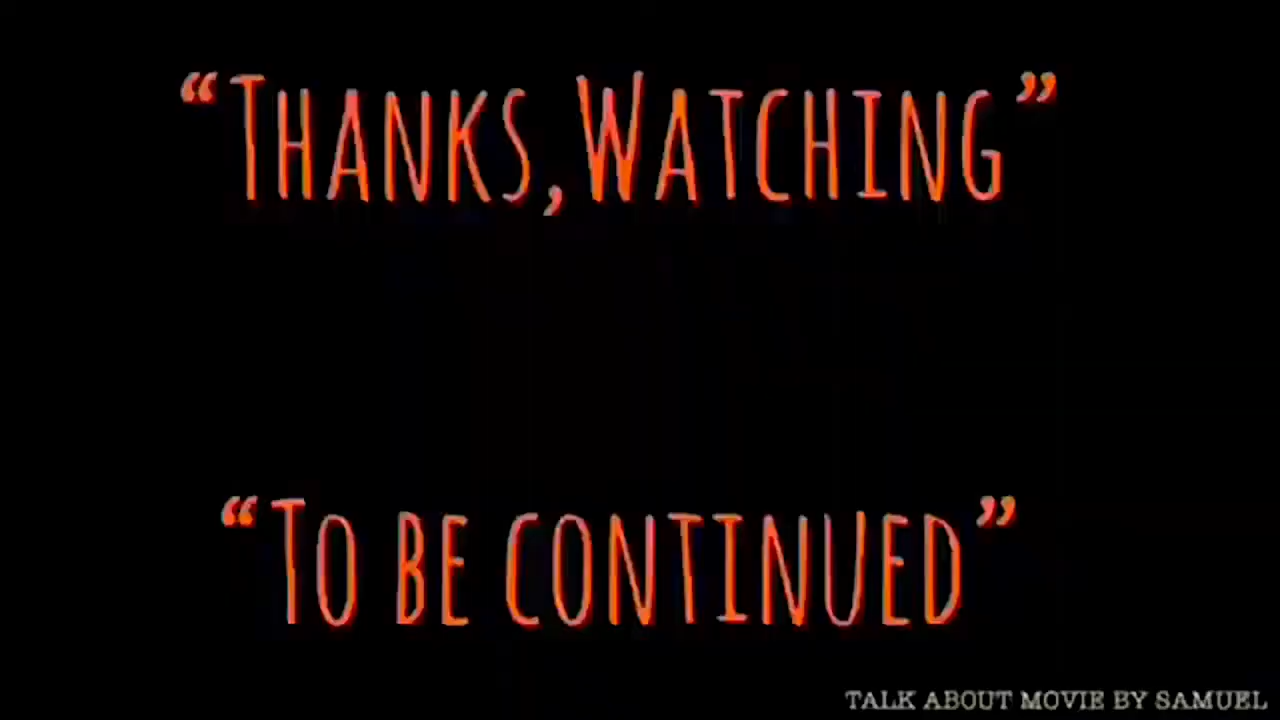 “THANKS,WATCHING”
“TO BE CONTINUED”
TALK ABOUT MOVIE BY SAMUEL